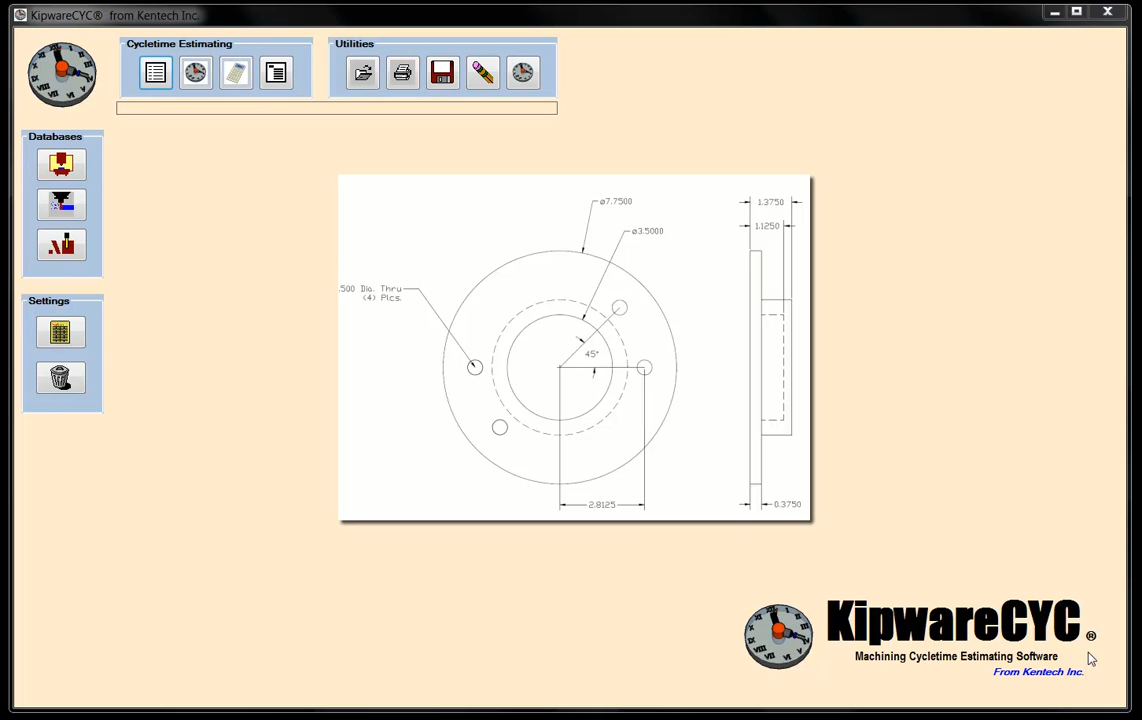 KipwareCYC® from Kentech Inc.
Cycletime Estimating
Utilities
Databases
Settings
ø7.7500
ø3.5000
1.3750
1.1250
.500 Dia. Thru
(4) Plcs.
45°
2.8125
0.3750
KipwareCYC®
Machining Cycletime Estimating Software
From Kentech Inc.